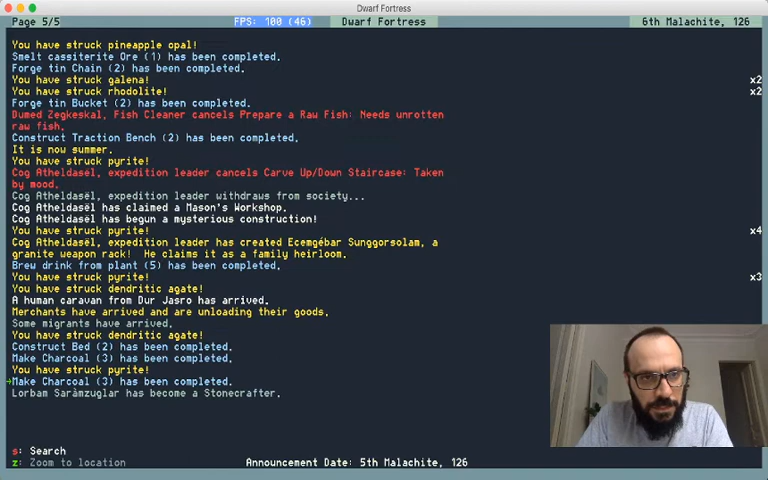 Dwarf Fortress
Page 5/5 FPS: 100 (46) Dwarf Fortress 6th Malachite, 126
You have struck pineapple opal!
Smelt cassiterite Ore (1) has been completed.
Forge tin Chain (2) has been completed.
You have struck galena! x2
You have struck rhodolite! x2
Forge tin Bucket (2) has been completed.
Dumed Zegkeskal, Fish Cleaner cancels Prepare a Raw Fish: Needs unrotten
raw fish.
Construct Traction Bench (2) has been completed.
It is now summer.
You have struck pyrite!
Cog Atheldasël, expedition leader cancels Carve Up/Down Staircase: Taken
by mood.
Cog Atheldasël, expedition leader withdraws from society...
Cog Atheldasël has claimed a Mason's Workshop.
Cog Atheldasël has begun a mysterious construction!
You have struck pyrite! x4
Cog Atheldasël, expedition leader has created Ecemgébar Sunggorsolam, a
granite weapon rack! He claims it as a family heirloom.
Brew drink from plant (5) has been completed.
You have struck pyrite! x3
You have struck dendritic agate!
A human caravan from Dur Jasro has arrived.
Merchants have arrived and are unloading their goods.
Some migrants have arrived.
You have struck dendritic agate!
Construct Bed (2) has been completed.
Make Charcoal (3) has been completed.
You have struck pyrite!
→Make Charcoal (3) has been completed.
Lorbam Saràmzuglar has become a Stonecrafter.
s: Search
z: Zoom to location Announcement Date: 5th Malachite, 126